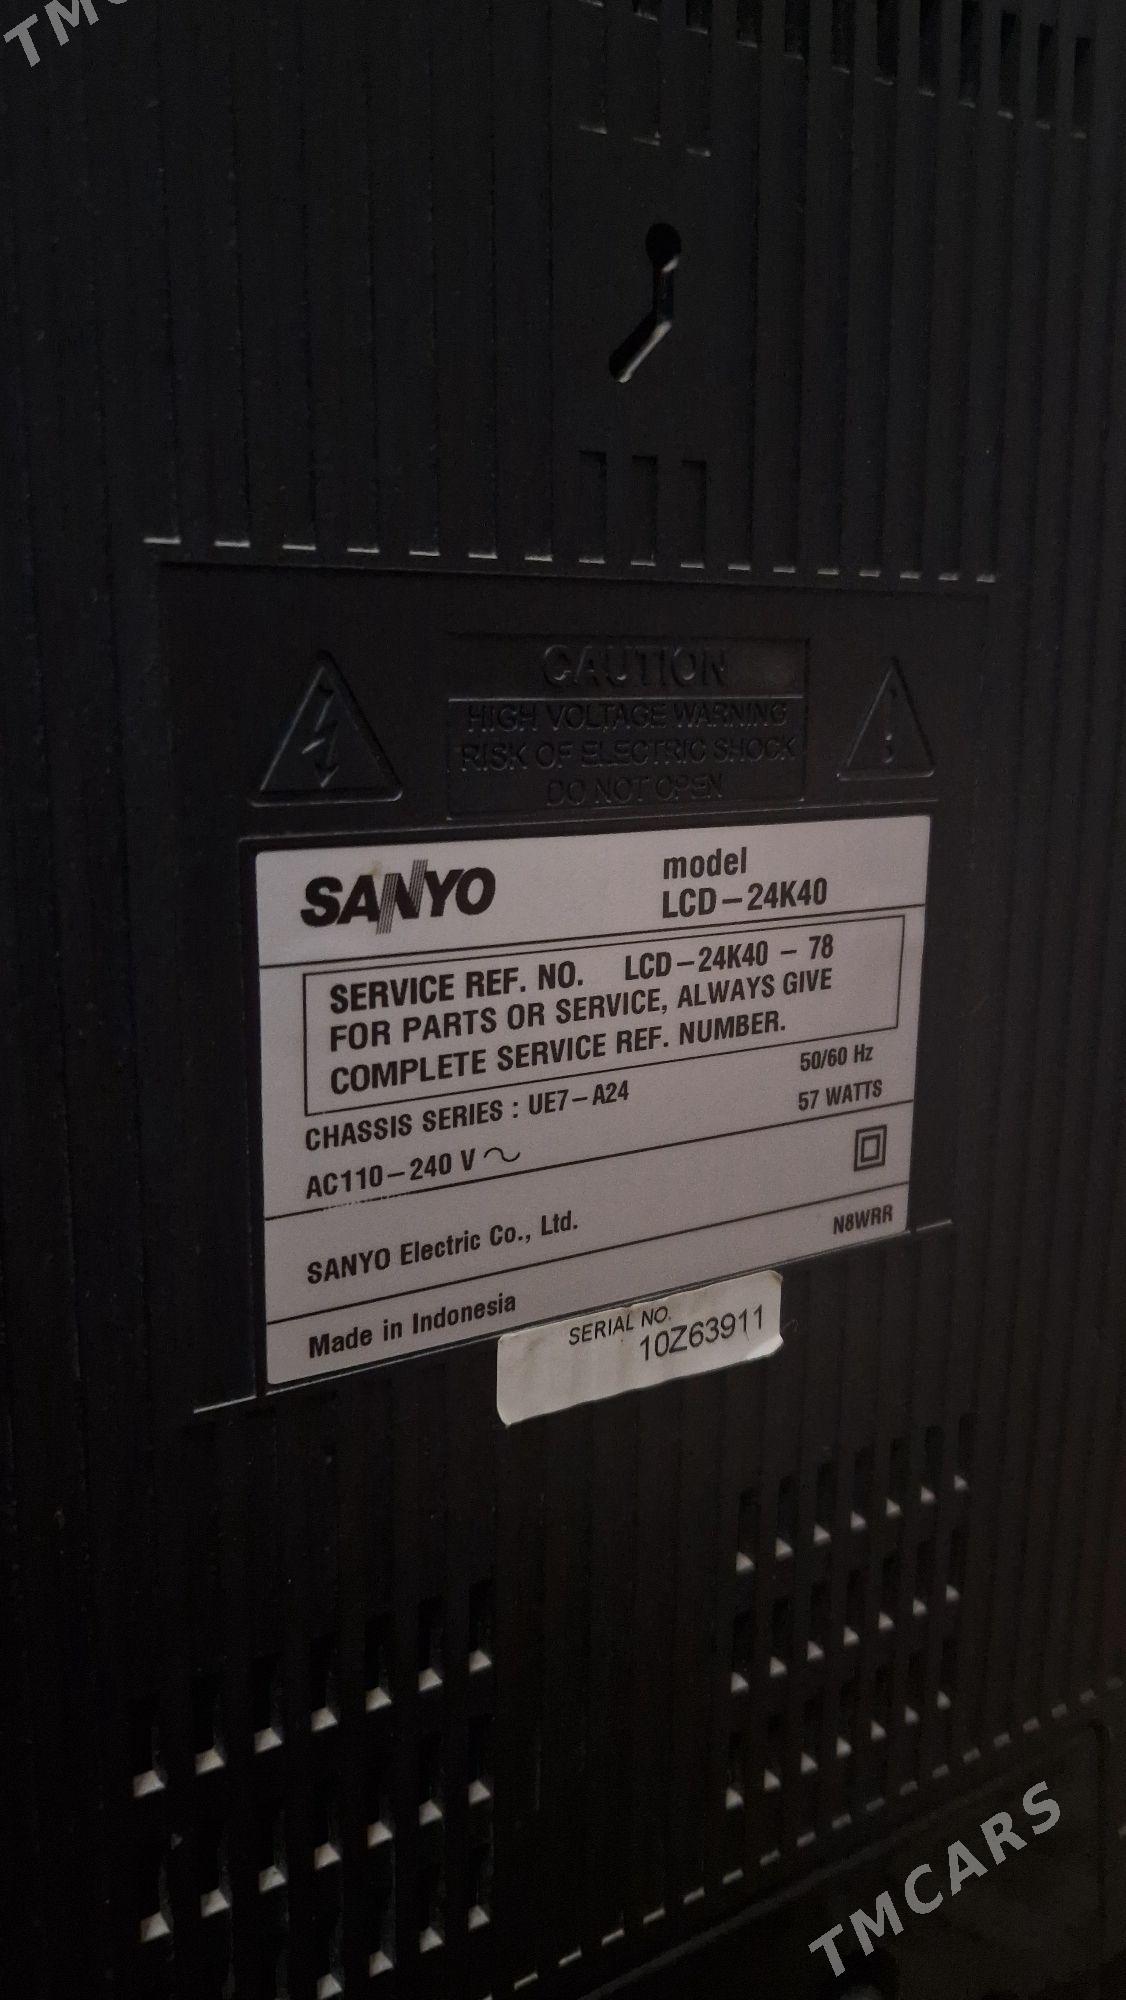 TMC
CAUTION
HIGH VOLTAGE WARNING
RISK OF ELECTRIC SHOCK
DO NOT OPEN
SANYO
model
LCD-24K40
SERVICE REF. NO. LCD-24K40-78
FOR PARTS OR SERVICE, ALWAYS GIVE
COMPLETE SERVICE REF. NUMBER.
CHASSIS SERIES : UE7-A24 50/60 Hz
AC110-240 V ~ 57 WATTS
SANYO Electric Co., Ltd.
Made in Indonesia N8WRR
SERIAL NO.
10Z63911
TMCARS